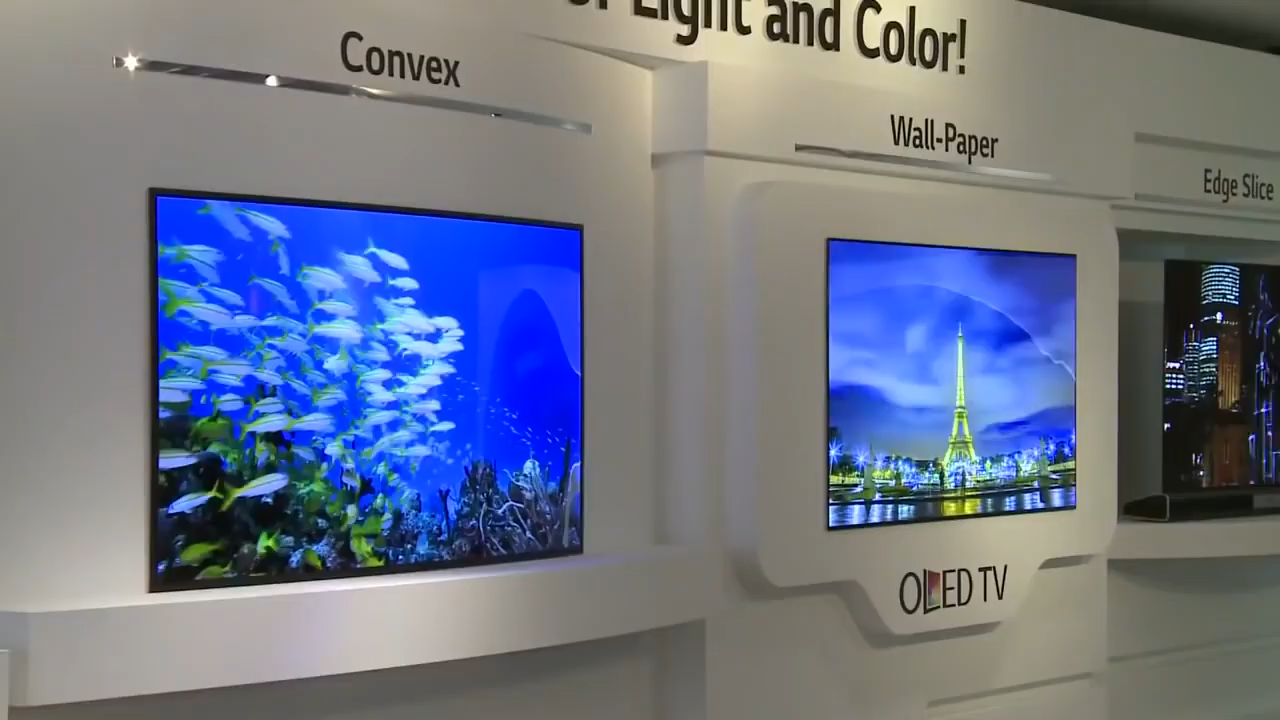 Light and Color!
Convex
Wall-Paper
Edge Slice
OLED TV